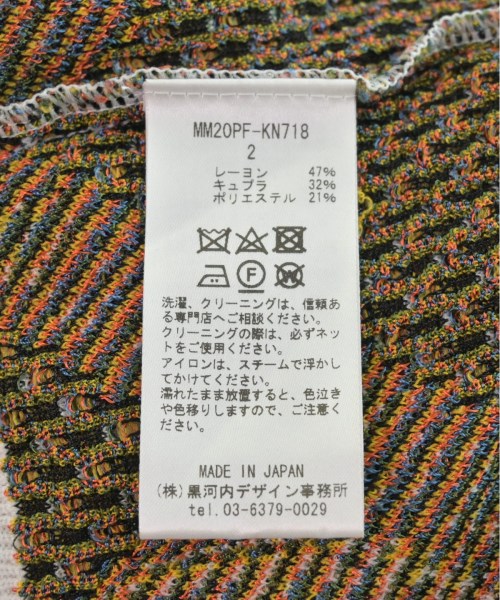 MM20PF-KN718
2
レーヨン 47%
キュプラ 32%
ポリエステル 21%
F W
洗濯、クリーニングは、信頼あ
る専門店へご相談ください。
クリーニングの際は、必ずネッ
トをご使用ください。
アイロンは、スチームで浮かし
てかけてください。
濡れたまま放置すると、色泣き
や色移りしますので、ご注意く
ださい。
MADE IN JAPAN
(株)黒河内デザイン事務所
tel.03-6379-0029